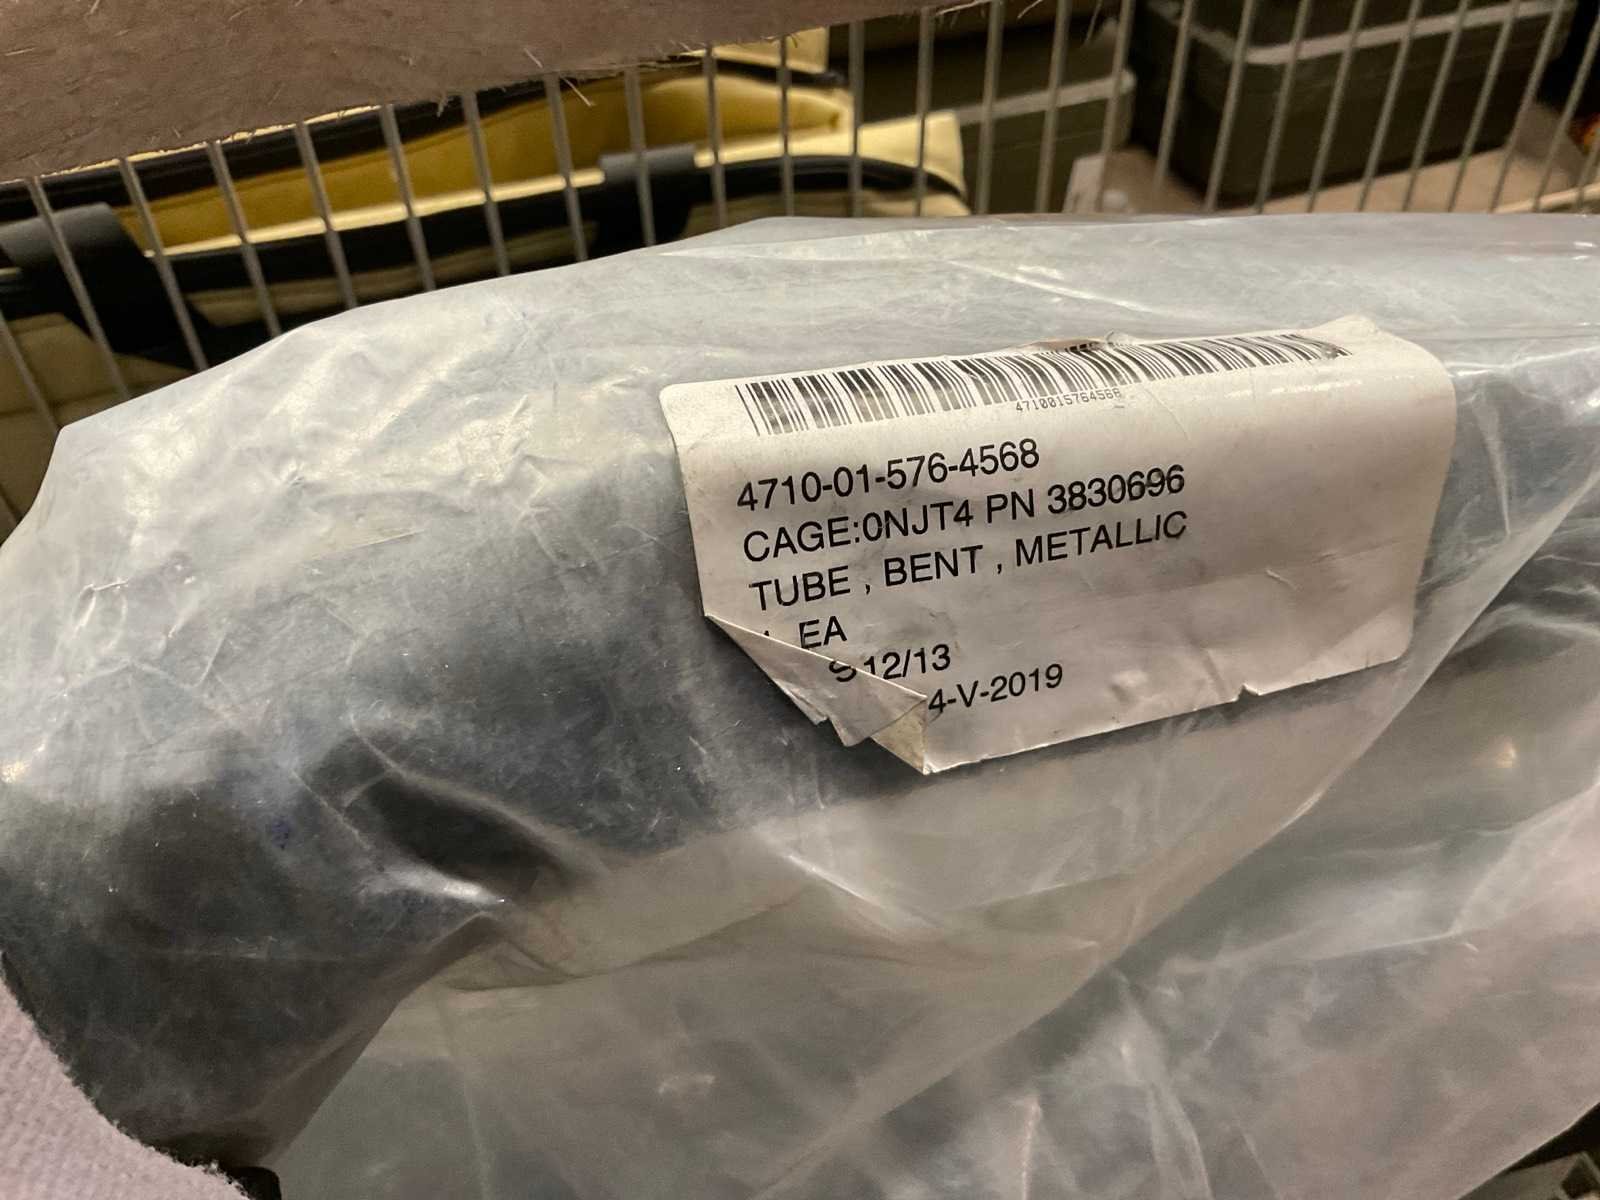 4710015764568
4710-01-576-4568
CAGE:0NJT4 PN 3830696
TUBE , BENT , METALLIC
EA
12/13
4-V-2019